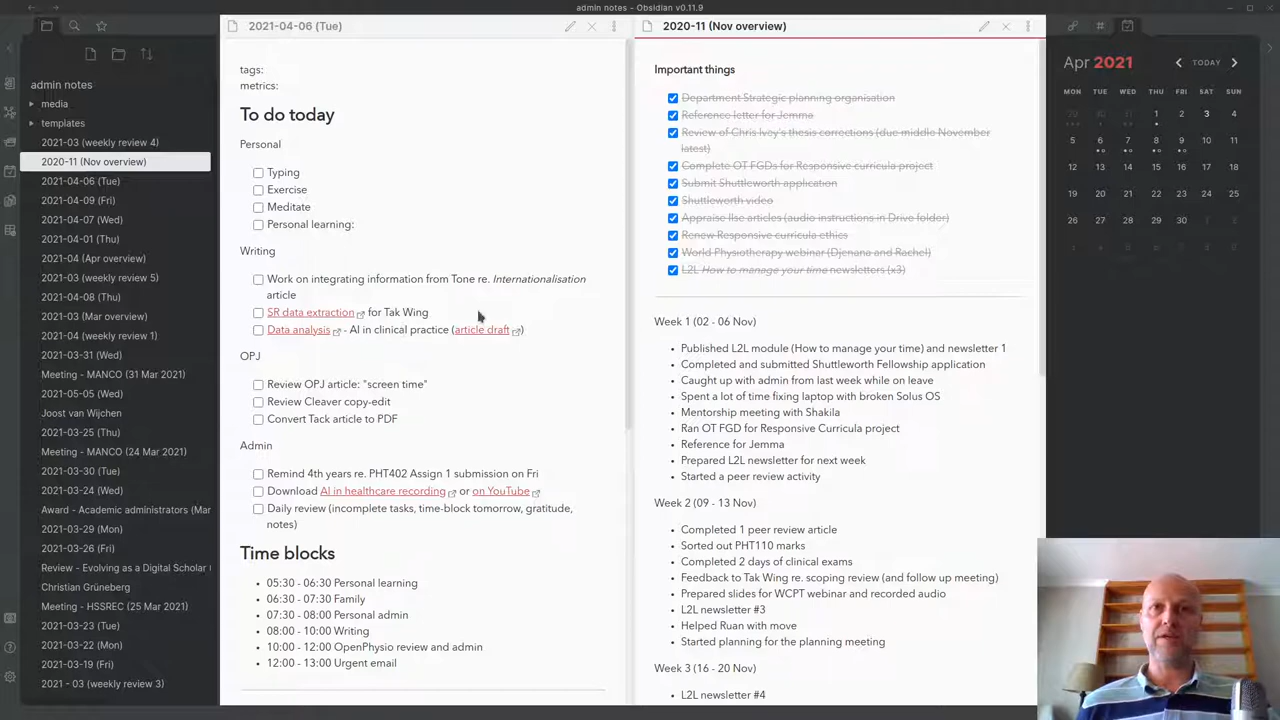 admin notes - Obsidian v0.11.9
admin notes
media
templates
2021-03 (weekly review 4)
2020-11 (Nov overview)
2021-04-06 (Tue)
2021-04-09 (Fri)
2021-04-07 (Wed)
2021-04-01 (Thu)
2021-04 (Apr overview)
2021-03 (weekly review 5)
2021-04-08 (Thu)
2021-03 (Mar overview)
2021-04 (weekly review 1)
2021-03-31 (Wed)
Meeting - MANCO (31 Mar 2021)
2021-05-05 (Wed)
Joost van Wijchen
2021-03-25 (Thu)
Meeting - MANCO (24 Mar 2021)
2021-03-30 (Tue)
2021-03-24 (Wed)
Award - Academic administrators (Mar
2021-03-29 (Mon)
2021-03-26 (Fri)
Review - Evolving as a Digital Scholar
Christian Grüneberg
Meeting - HSSREC (25 Mar 2021)
2021-03-23 (Tue)
2021-03-22 (Mon)
2021-03-19 (Fri)
2021 - 03 (weekly review 3)
2021-04-06 (Tue)
tags:
metrics:
To do today
Personal
Typing
Exercise
Meditate
Personal learning:
Writing
Work on integrating information from Tone re. Internationalisation
article
SR data extraction for Tak Wing
Data analysis - AI in clinical practice (article draft)
OPJ
Review OPJ article: "screen time"
Review Cleaver copy-edit
Convert Tack article to PDF
Admin
Remind 4th years re. PHT402 Assign 1 submission on Fri
Download AI in healthcare recording or on YouTube
Daily review (incomplete tasks, time-block tomorrow, gratitude,
notes)
Time blocks
05:30 - 06:30 Personal learning
06:30 - 07:30 Family
07:30 - 08:00 Personal admin
08:00 - 10:00 Writing
10:00 - 12:00 OpenPhysio review and admin
12:00 - 13:00 Urgent email
2020-11 (Nov overview)
Important things
Department Strategic planning organisation
Reference letter for Jemma
Review of Chris Ivey's thesis corrections (due middle November
latest)
Complete OT FGDs for Responsive curricula project
Submit Shuttleworth application
Shuttleworth video
Appraise Ilse articles (audio instructions in Drive folder)
Renew Responsive curricula ethics
World Physiotherapy webinar (Djenana and Rachel)
L2L How to manage your time newsletters (x3)
Week 1 (02 - 06 Nov)
Published L2L module (How to manage your time) and newsletter 1
Completed and submitted Shuttleworth Fellowship application
Caught up with admin from last week while on leave
Spent a lot of time fixing laptop with broken Solus OS
Mentorship meeting with Shakila
Ran OT FGD for Responsive Curricula project
Reference for Jemma
Prepared L2L newsletter for next week
Started a peer review activity
Week 2 (09 - 13 Nov)
Completed 1 peer review article
Sorted out PHT110 marks
Completed 2 days of clinical exams
Feedback to Tak Wing re. scoping review (and follow up meeting)
Prepared slides for WCPT webinar and recorded audio
L2L newsletter #3
Helped Ruan with move
Started planning for the planning meeting
Week 3 (16 - 20 Nov)
L2L newsletter #4
Apr 2021 TODAY
MON TUE WED THU FRI SAT SUN
29 30 31 1 2 3 4
5 6 7 8 9 10 11
12 13 14 15 16 17 18
19 20 21 22 23 24 25
26 27 28 29 30 1 2